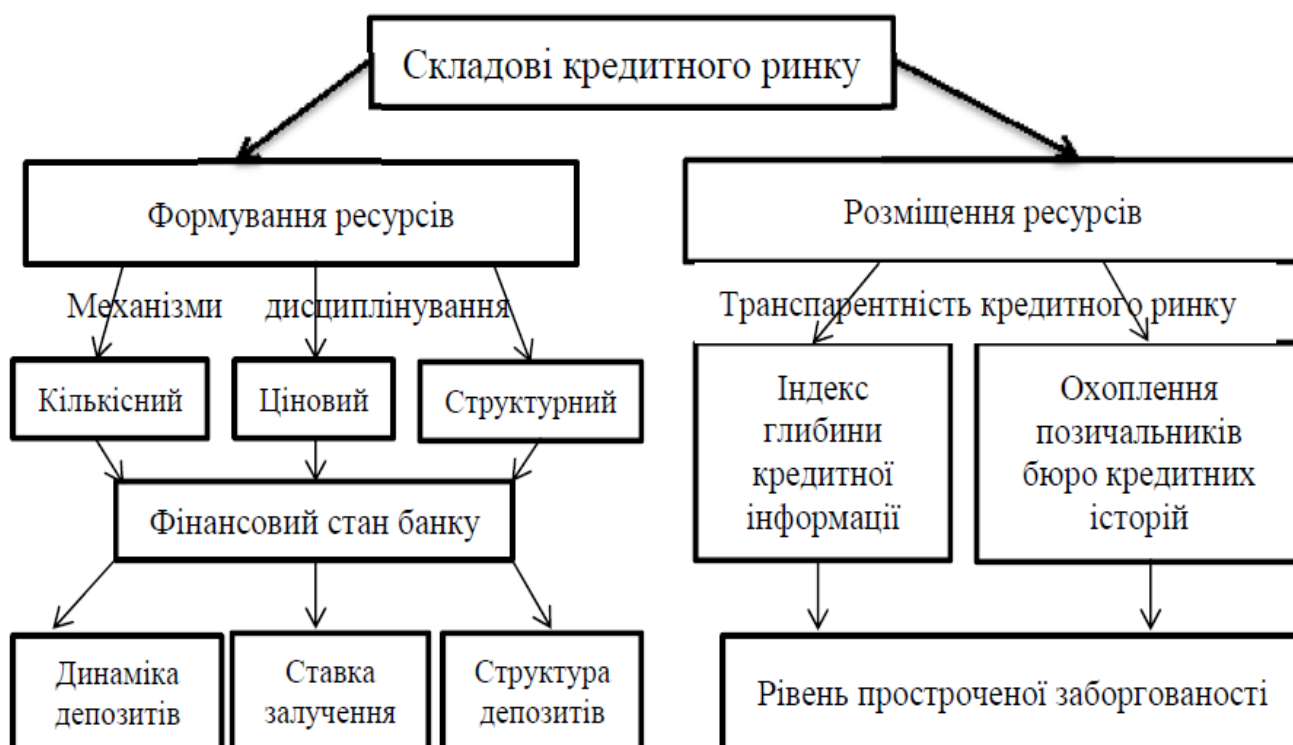 Складові кредитного ринку
Формування ресурсів
Розміщення ресурсів
Механізми дисциплінування
Транспарентність кредитного ринку
Кількісний
Ціновий
Структурний
Індекс
глибини
кредитної
інформації
Охоплення
позичальників
бюро кредитних
історій
Фінансовий стан банку
Динаміка
депозитів
Ставка
залучення
Структура
депозитів
Рівень простроченої заборгованості